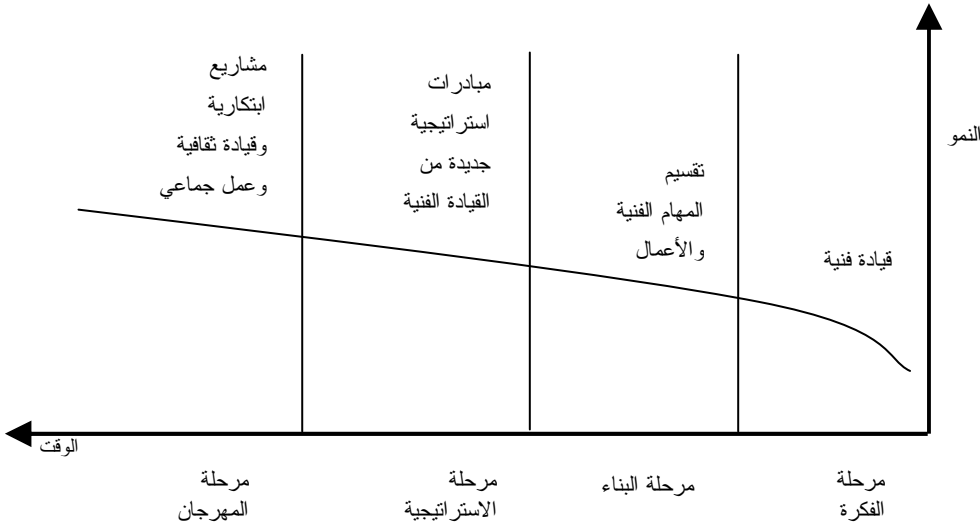 النمو
قيادة فنية
تقسيم
المهام الفنية
والأعمال
مبادرات
استراتيجية
جديدة من
القيادة الفنية
مشاريع
ابتكارية
وقيادة ثقافية
وعمل جماعي
الوقت
مرحلة
الفكرة
مرحلة البناء
مرحلة
الاستراتيجية
مرحلة
المهرجان